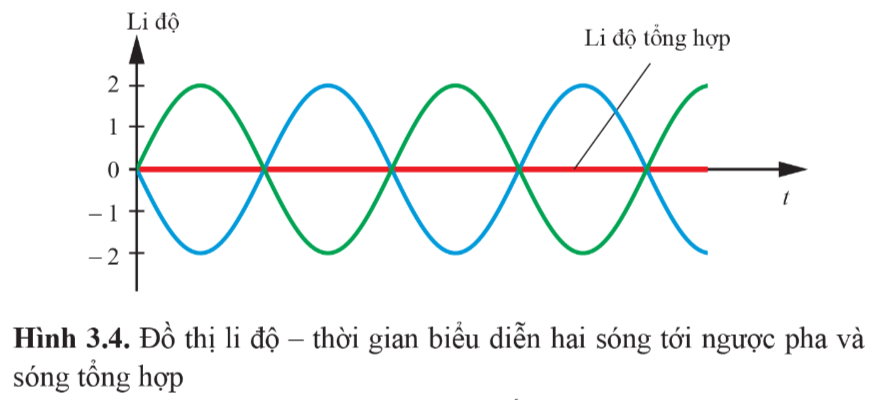 Li độ
Li độ tổng hợp
2
1
0
– 1
– 2
t
Hình 3.4. Đồ thị li độ – thời gian biểu diễn hai sóng tới ngược pha và
sóng tổng hợp